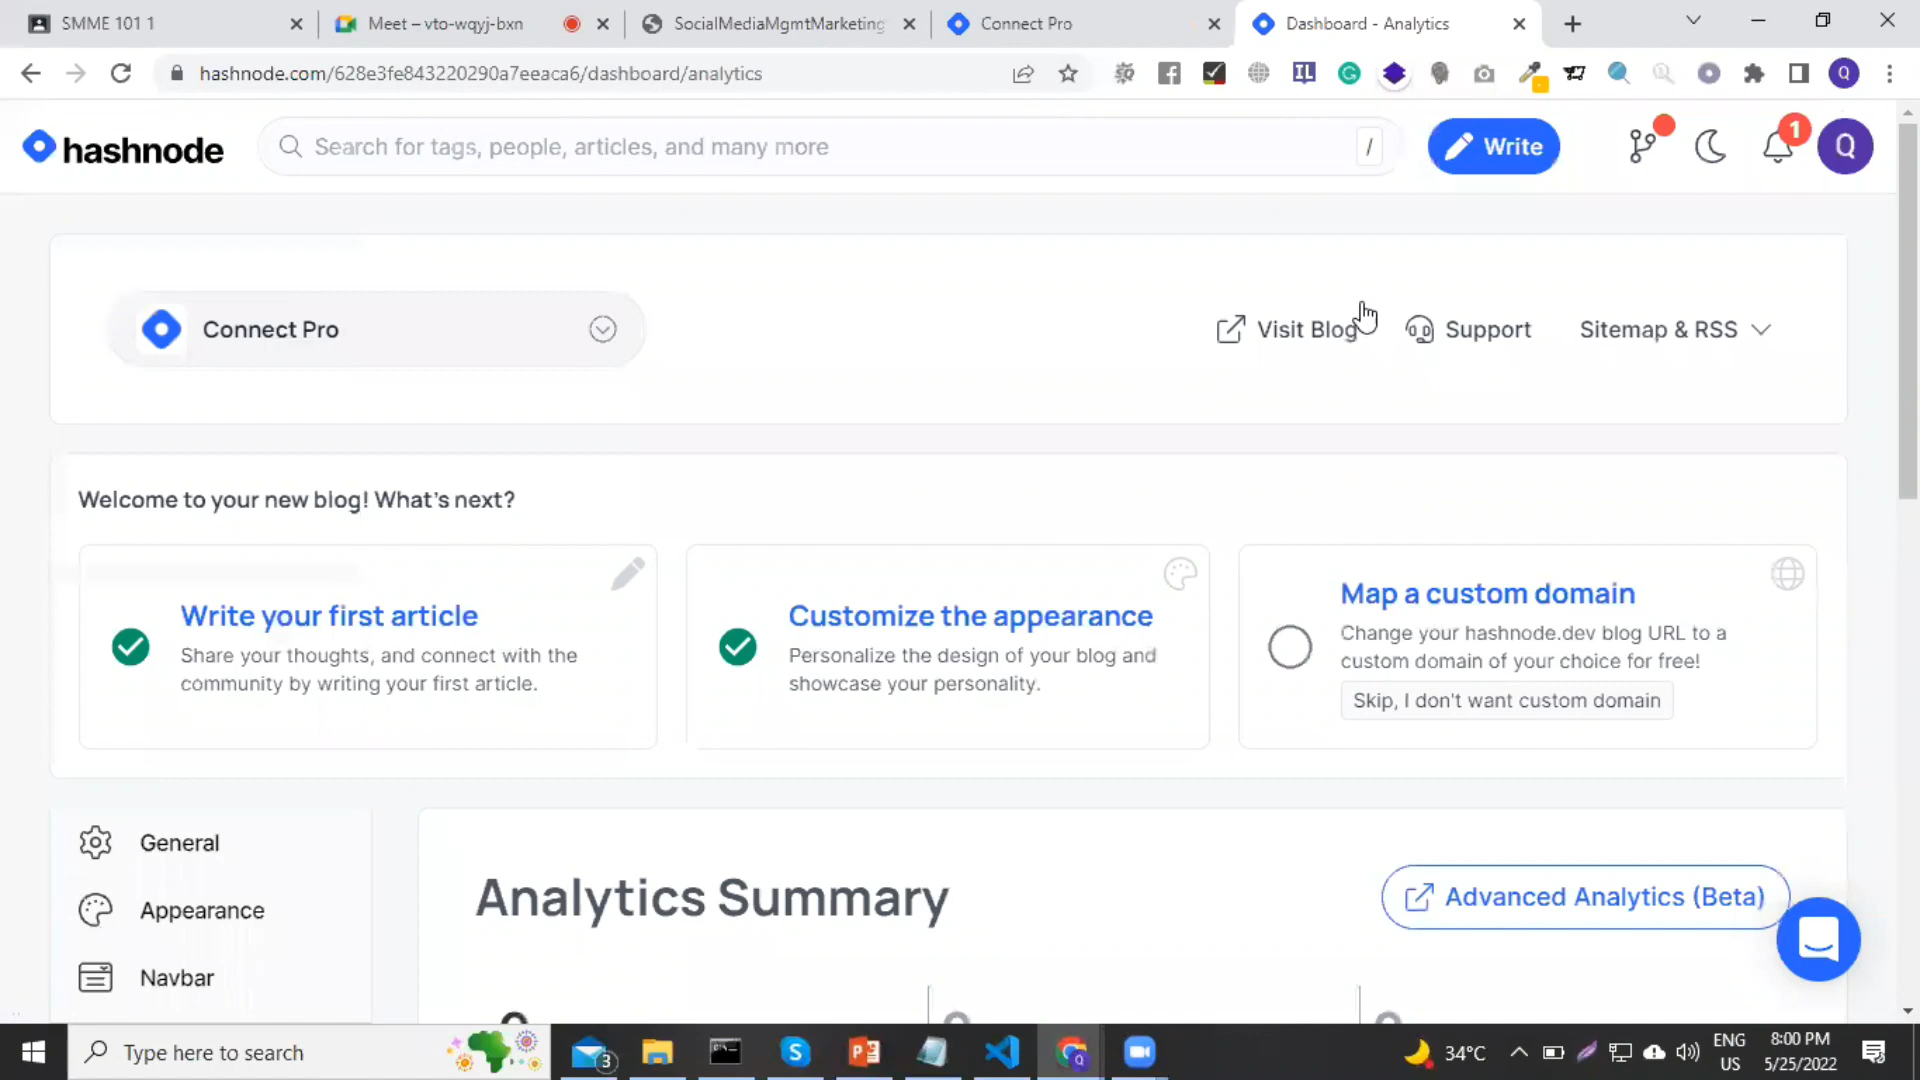 SMME 101 1
Meet – vto-wqyj-bxn
SocialMediaMgmtMarketing
Connect Pro
Dashboard - Analytics
hashnode.com/628e3fe843220290a7eeaca6/dashboard/analytics
IL
Q
hashnode
Search for tags, people, articles, and many more
/
Write
1
Q
Connect Pro
Visit Blog
Support
Sitemap & RSS
Welcome to your new blog! What's next?
Write your first article
Share your thoughts, and connect with the
community by writing your first article.
Customize the appearance
Personalize the design of your blog and
showcase your personality.
Map a custom domain
Change your hashnode.dev blog URL to a
custom domain of your choice for free!
Skip, I don't want custom domain
General
Appearance
Navbar
Analytics Summary
Advanced Analytics (Beta)
Type here to search
3
34°C
ENG
US
8:00 PM
5/25/2022